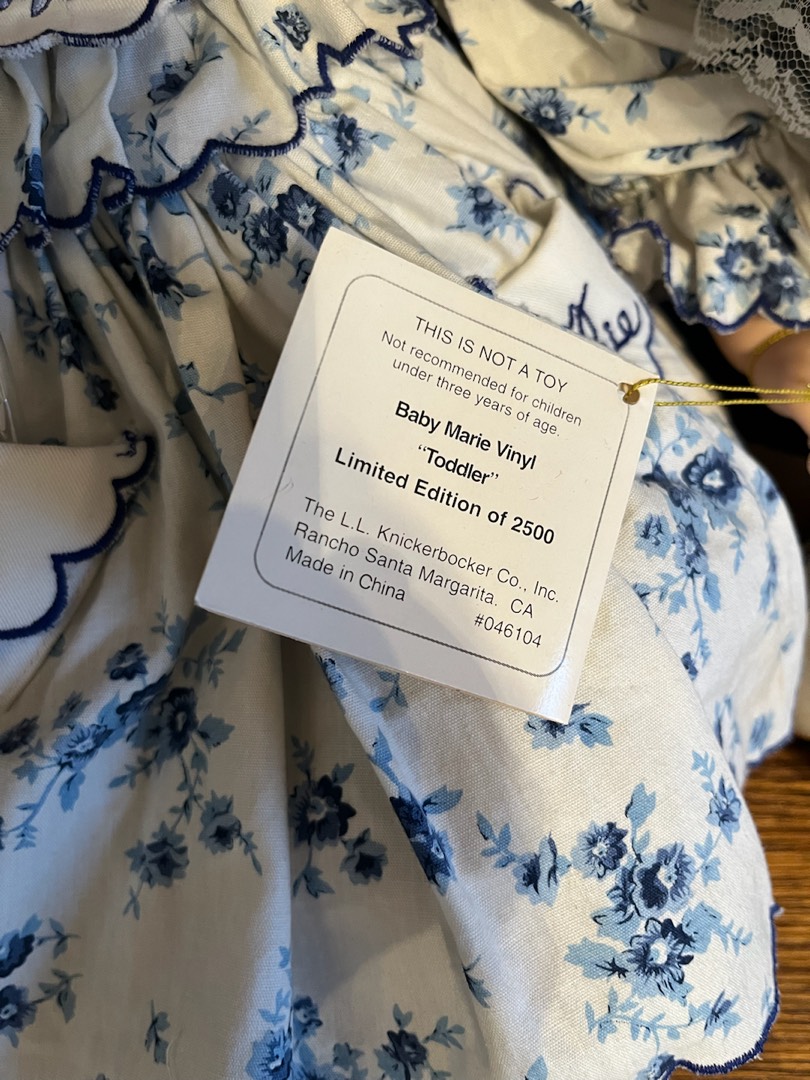 THIS IS NOT A TOY
Not recommended for children
under three years of age.
Baby Marie Vinyl
“Toddler”
Limited Edition of 2500
The L.L. Knickerbocker Co., Inc.
Rancho Santa Margarita. CA
Made in China
#046104